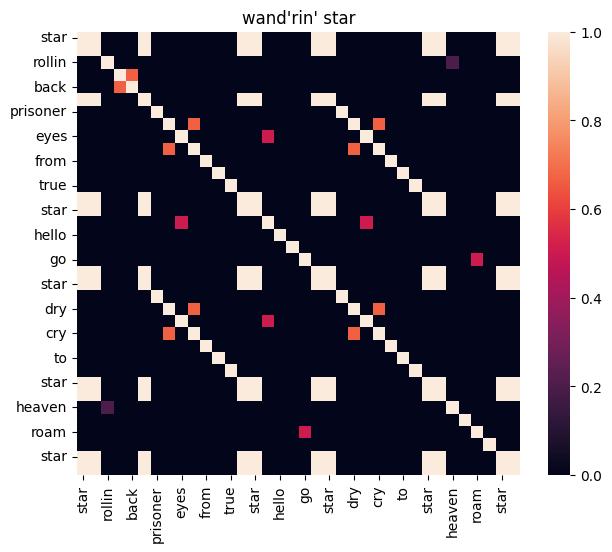 wand'rin' star
star
rollin
back
prisoner
eyes
from
true
star
hello
go
star
dry
cry
to
star
heaven
roam
star
1.0
0.8
0.6
0.4
0.2
0.0
star
rollin
back
prisoner
eyes
from
true
star
hello
go
star
dry
cry
to
star
heaven
roam
star